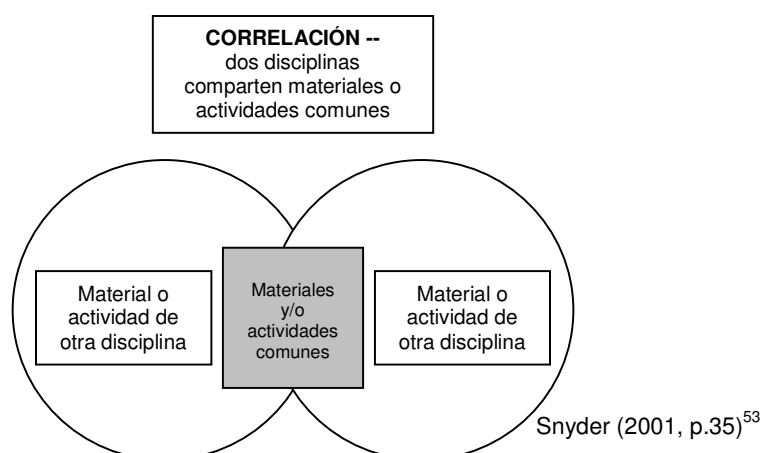 CORRELACIÓN --
dos disciplinas
comparten materiales o
actividades comunes
Material o
actividad de
otra disciplina
Materiales
y/o
actividades
comunes
Material o
actividad de
otra disciplina
Snyder (2001, p.35)53